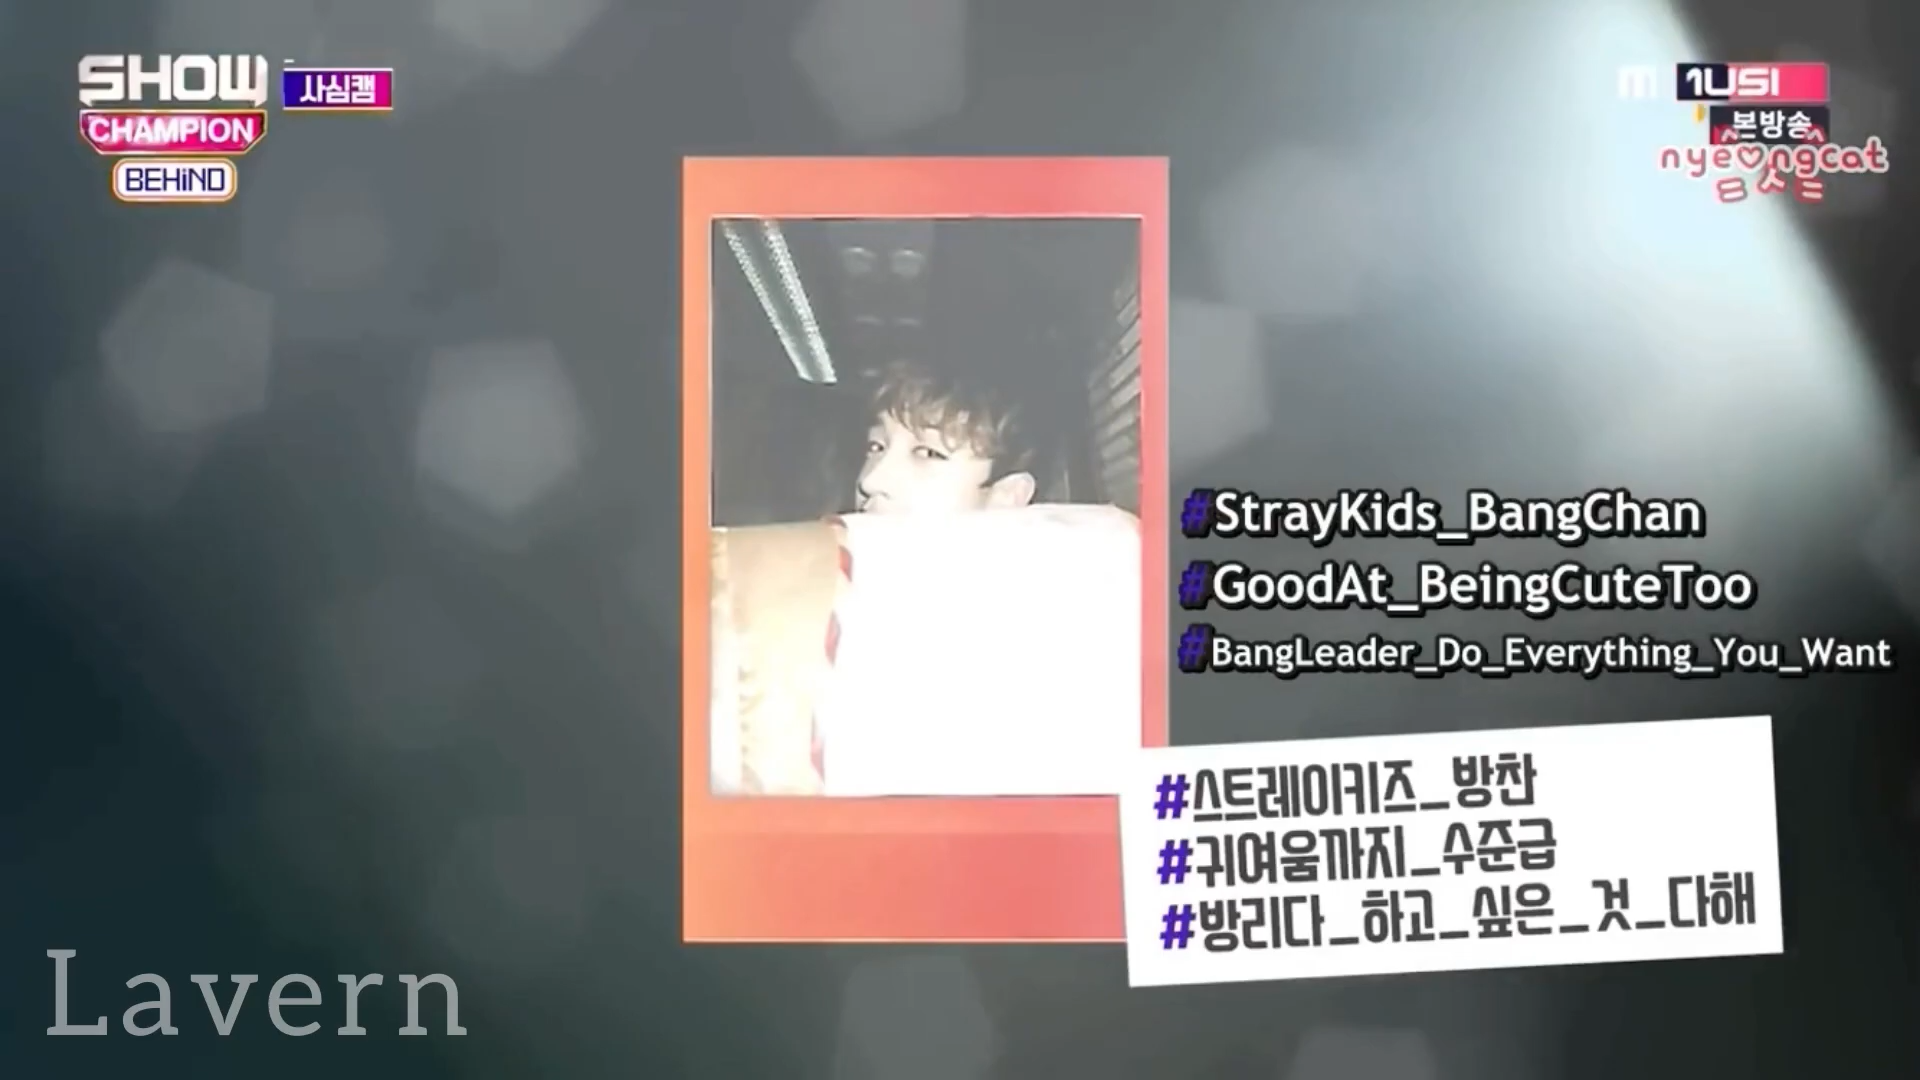 SHOW
CHAMPION
BEHIND
사심캠
본방송
nyeongcat
#StrayKids_BangChan
#GoodAt_BeingCuteToo
#BangLeader_Do_Everything_You_Want
#스트레이키즈_방찬
#귀여움까지_수준급
#방리다_하고_싶은_것_다해
Lavern